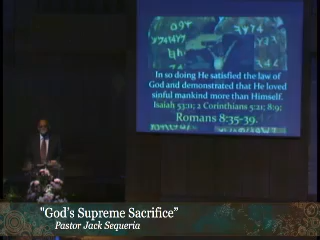 In so doing He satisfied the law of
God and demonstrated that He loved
sinful mankind more than Himself.
Isaiah 53:11; 2 Corinthians 5:21; 8:9;
Romans 8:35-39.
"God's Supreme Sacrifice"
Pastor Jack Sequeria